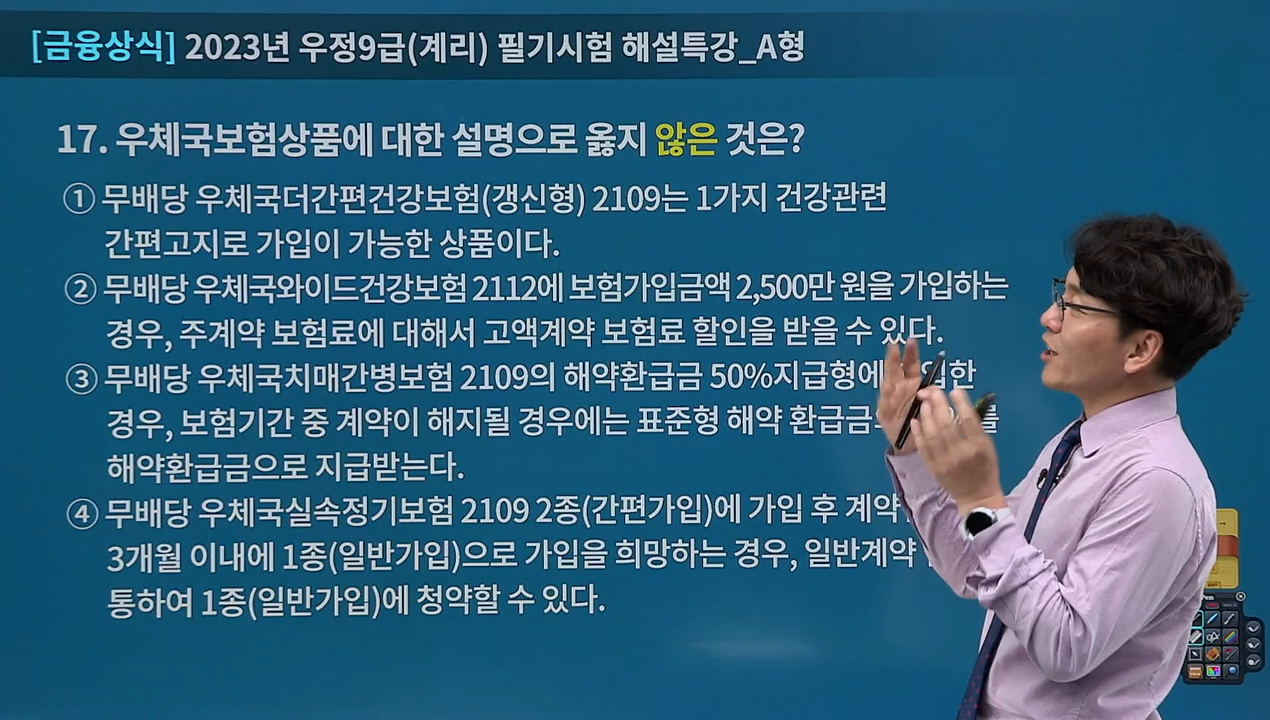 [금융상식] 2023년 우정9급(계리) 필기시험 해설특강_A형
17. 우체국보험상품에 대한 설명으로 옳지 않은 것은?
① 무배당 우체국더간편건강보험(갱신형) 2109는 1가지 건강관련
간편고지로 가입이 가능한 상품이다.
② 무배당 우체국와이드건강보험 2112에 보험가입금액 2,500만 원을 가입하는
경우, 주계약 보험료에 대해서 고액계약 보험료 할인을 받을 수 있다.
③ 무배당 우체국치매간병보험 2109의 해약환급금 50%지급형에
경우, 보험기간 중 계약이 해지될 경우에는 표준형 해약 환급금
해약환급금으로 지급받는다.
④ 무배당 우체국실속정기보험 2109 2종(간편가입)에 가입 후 계약
3개월 이내에 1종(일반가입)으로 가입을 희망하는 경우, 일반계약
통하여 1종(일반가입)에 청약할 수 있다.